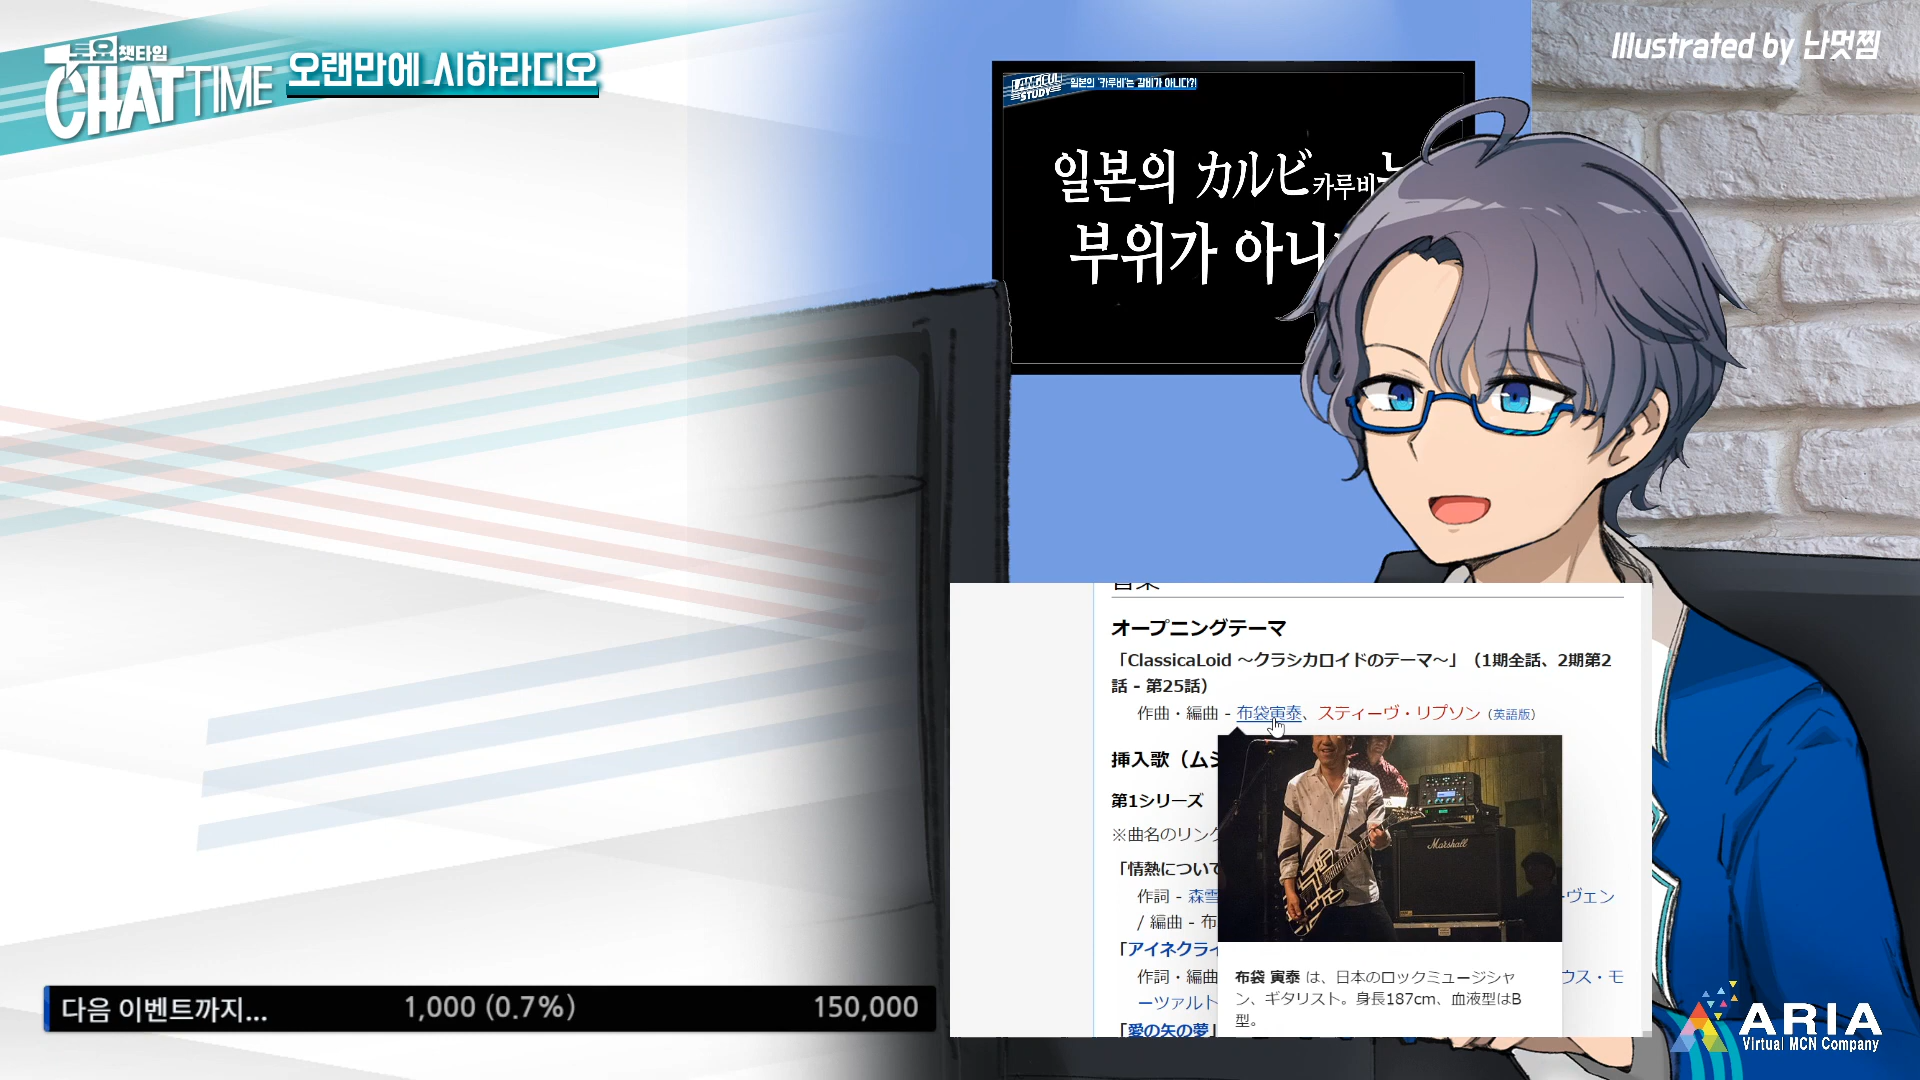 토요 챗타임
CHAT TIME
오랜만에 시하라디오
Illustrated by 난멋찜
LANGEUL STUDY 일본의 '카루비'는 갈비가 아니다?!
일본의 カルビ카루비
부위가 아니
オープニングテーマ
「ClassicaLoid 〜クラシカロイドのテーマ〜」（1期全話、2期第2
話 - 第25話）
作曲・編曲 - 布袋寅泰、スティーヴ・リプソン（英語版）
挿入歌（ム
第1シリーズ
※曲名のリンク
「情熱について
作詞 - 森雪
ーヴェン
/ 編曲 - 布
「アイネクライ
作詞・編曲
ウス・モ
ーツァルト
「愛の矢の夢」
Marshall
布袋 寅泰 は、日本のロックミュージシャ
ン、ギタリスト。身長187cm、血液型はB
型。
다음 이벤트까지... 1,000 (0.7%) 150,000
ARIA
Virtual MCN Company